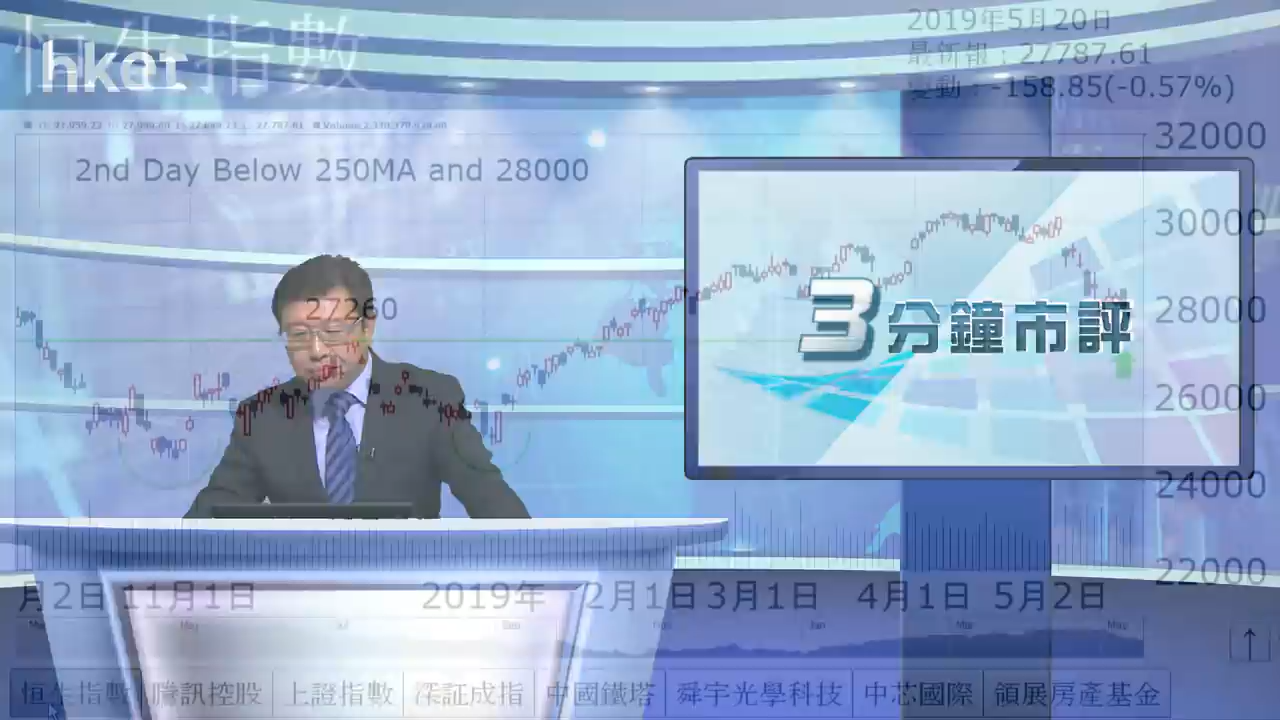 恒生指數
hket
2019年5月20日
最新報：27787.61
變動：-158.85(-0.57%)
2nd Day Below 250MA and 28000
32000
30000
28000
26000
24000
22000
27260
3分鐘市評
月2日 11月1日 2019年 2月1日 3月1日 4月1日 5月2日
恒生指數 騰訊控股 上證指數 深証成指 中國鐵塔 舜宇光學科技 中芯國際 領展房產基金